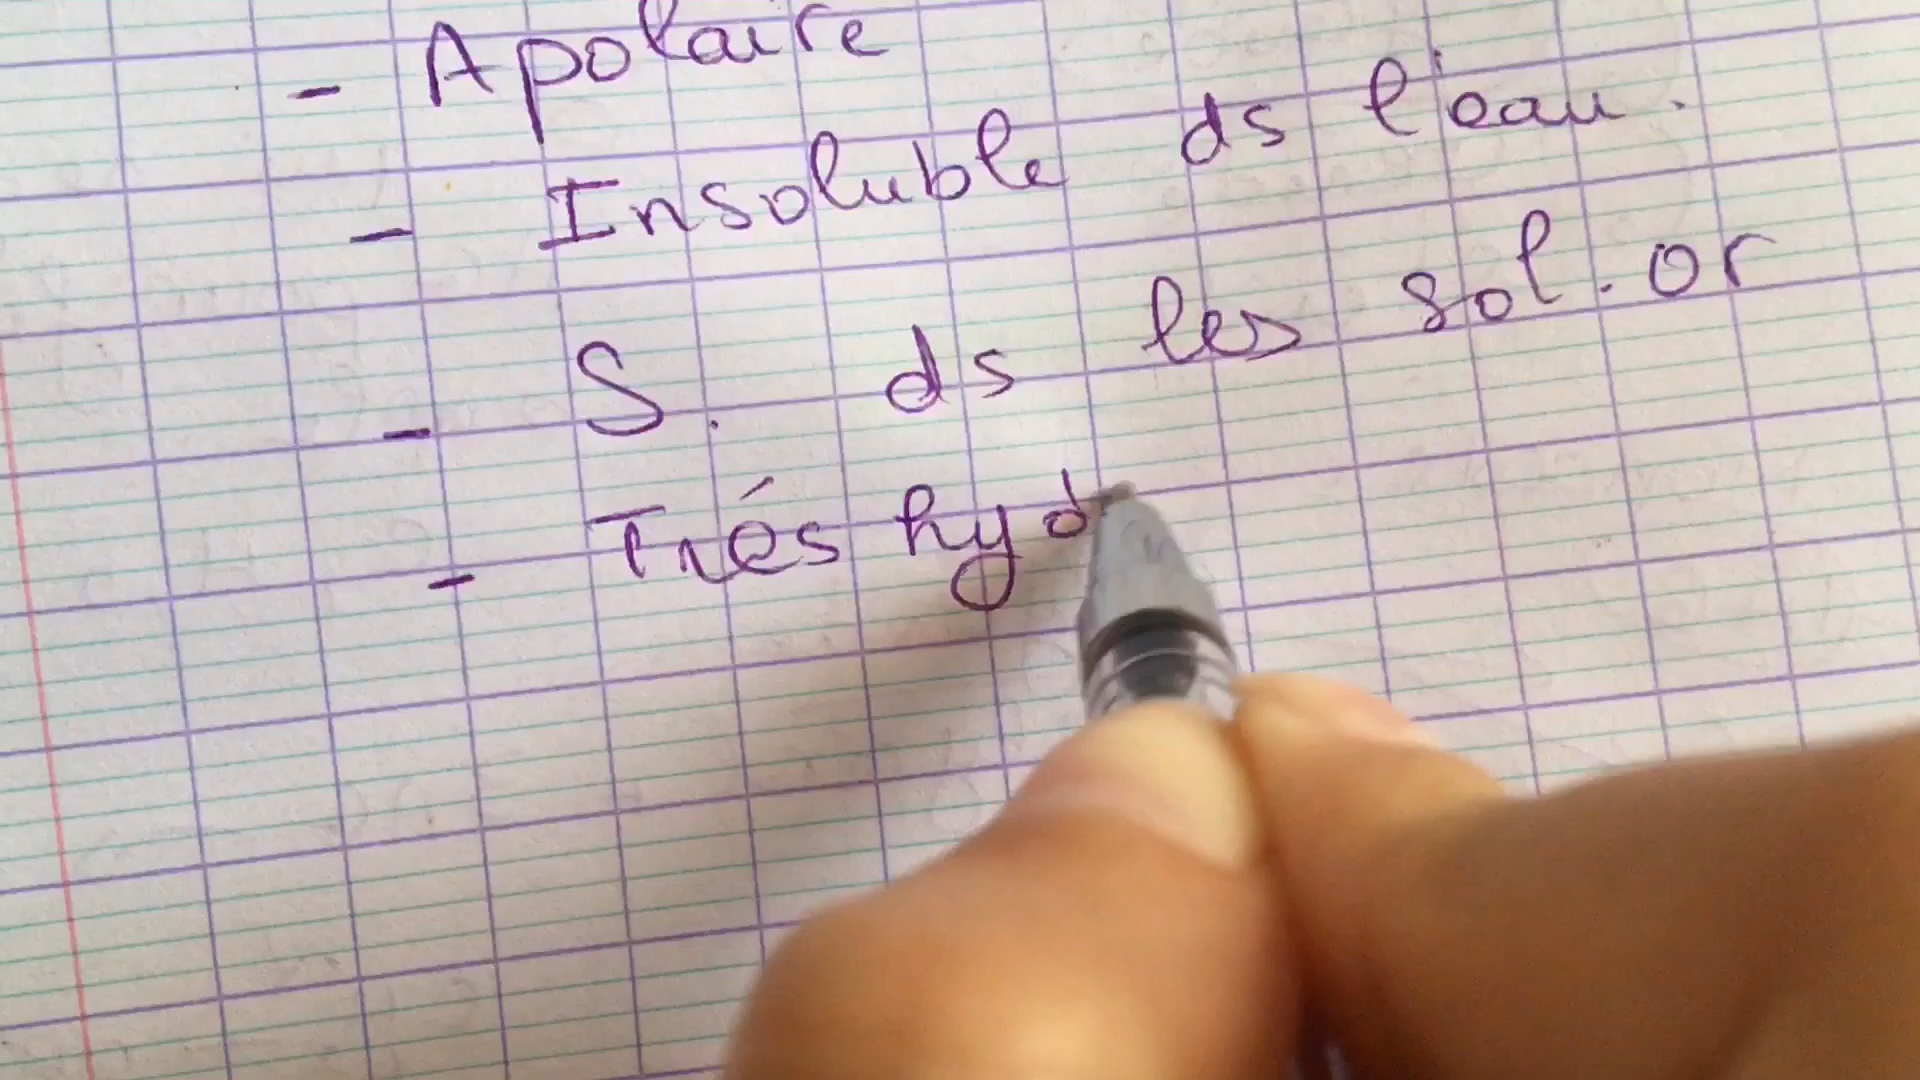 - Apolaire
- Insoluble ds l'eau.
- S. ds les sol. or
- Trés hyd